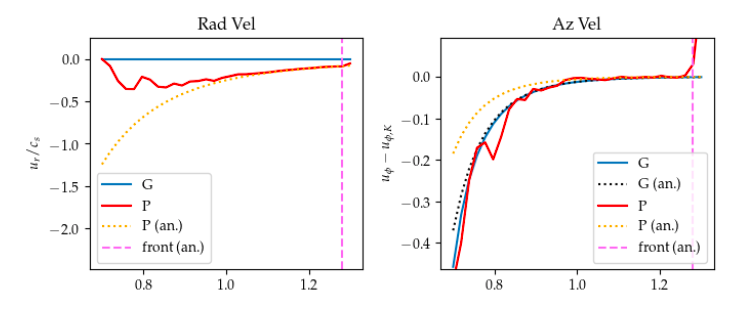 Rad Vel
0.0
−0.5
−1.0
−1.5
−2.0
u_r/c_s
0.8
1.0
1.2
G
P
P (an.)
front (an.)
Az Vel
0.0
−0.1
−0.2
−0.3
−0.4
u_ϕ − u_ϕ,K
0.8
1.0
1.2
G
G (an.)
P
P (an.)
front (an.)